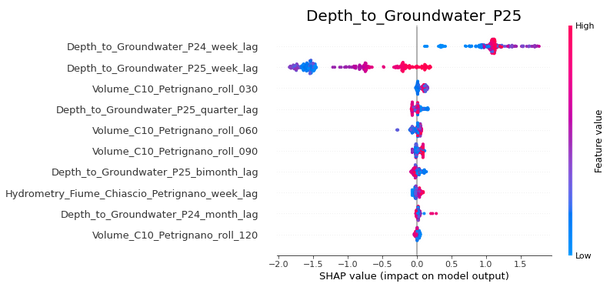 Depth_to_Groundwater_P25
High
Depth_to_Groundwater_P24_week_lag
Depth_to_Groundwater_P25_week_lag
Volume_C10_Petrignano_roll_030
Depth_to_Groundwater_P25_quarter_lag
Volume_C10_Petrignano_roll_060
Volume_C10_Petrignano_roll_090
Depth_to_Groundwater_P25_bimonth_lag
Hydrometry_Fiume_Chiascio_Petrignano_week_lag
Depth_to_Groundwater_P24_month_lag
Volume_C10_Petrignano_roll_120
Feature value
Low
−2.0 −1.5 −1.0 −0.5 0.0 0.5 1.0 1.5
SHAP value (impact on model output)